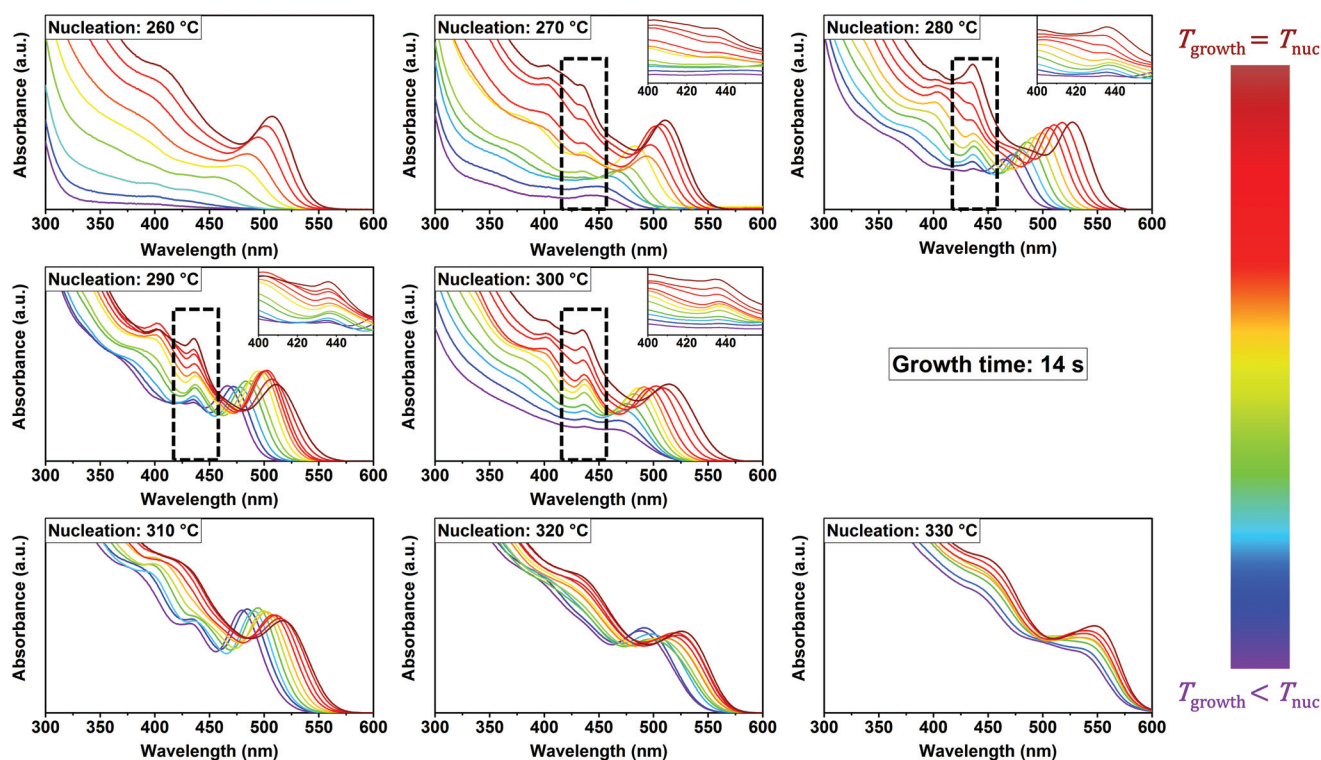 Nucleation: 260 °C
Absorbance (a.u.)
300 350 400 450 500 550 600
Wavelength (nm)
Nucleation: 270 °C
400 420 440
Absorbance (a.u.)
300 350 400 450 500 550 600
Wavelength (nm)
Nucleation: 280 °C
400 420 440
Absorbance (a.u.)
300 350 400 450 500 550 600
Wavelength (nm)
Tgrowth = Tnuc
Nucleation: 290 °C
400 420 440
Absorbance (a.u.)
300 350 400 450 500 550 600
Wavelength (nm)
Nucleation: 300 °C
400 420 440
Absorbance (a.u.)
300 350 400 450 500 550 600
Wavelength (nm)
Growth time: 14 s
Nucleation: 310 °C
Absorbance (a.u.)
300 350 400 450 500 550 600
Wavelength (nm)
Nucleation: 320 °C
Absorbance (a.u.)
300 350 400 450 500 550 600
Wavelength (nm)
Nucleation: 330 °C
Absorbance (a.u.)
300 350 400 450 500 550 600
Wavelength (nm)
Tgrowth < Tnuc